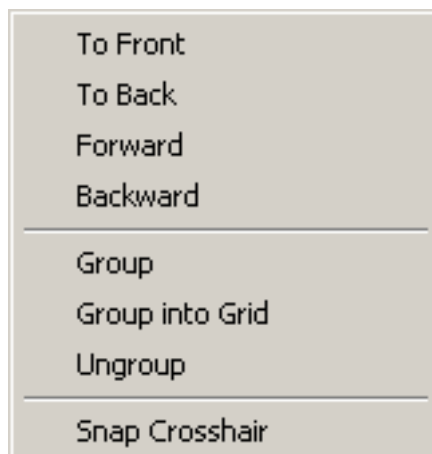 To Front
To Back
Forward
Backward
Group
Group into Grid
Ungroup
Snap Crosshair